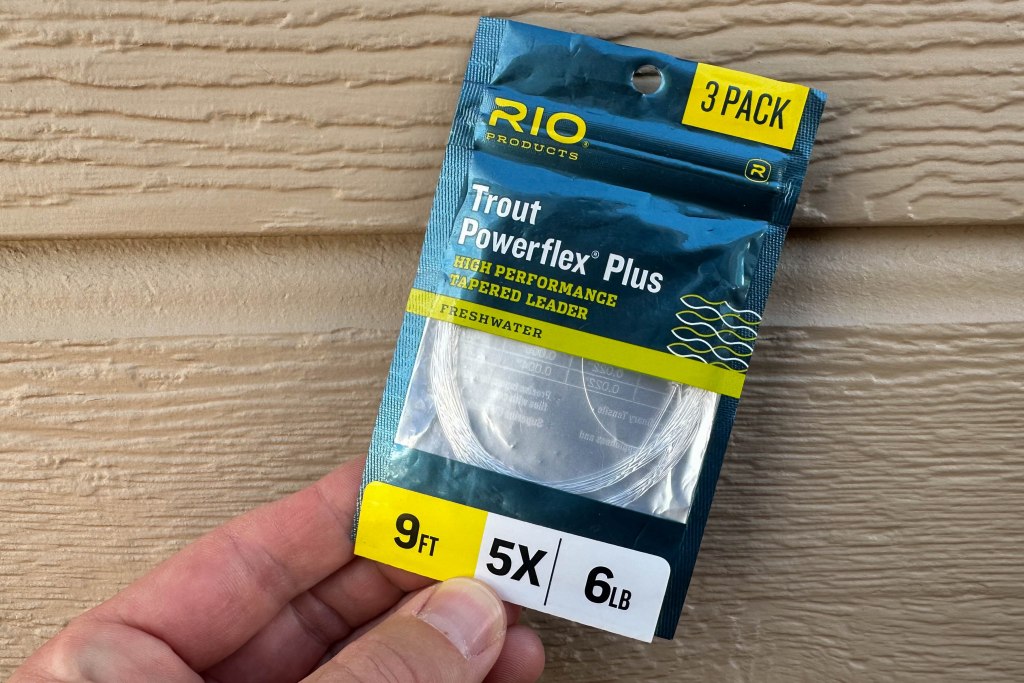 3 PACK
RIO®
PRODUCTS
R
Trout
Powerflex® Plus
HIGH PERFORMANCE
TAPERED LEADER
FRESHWATER
9FT
5X
6LB